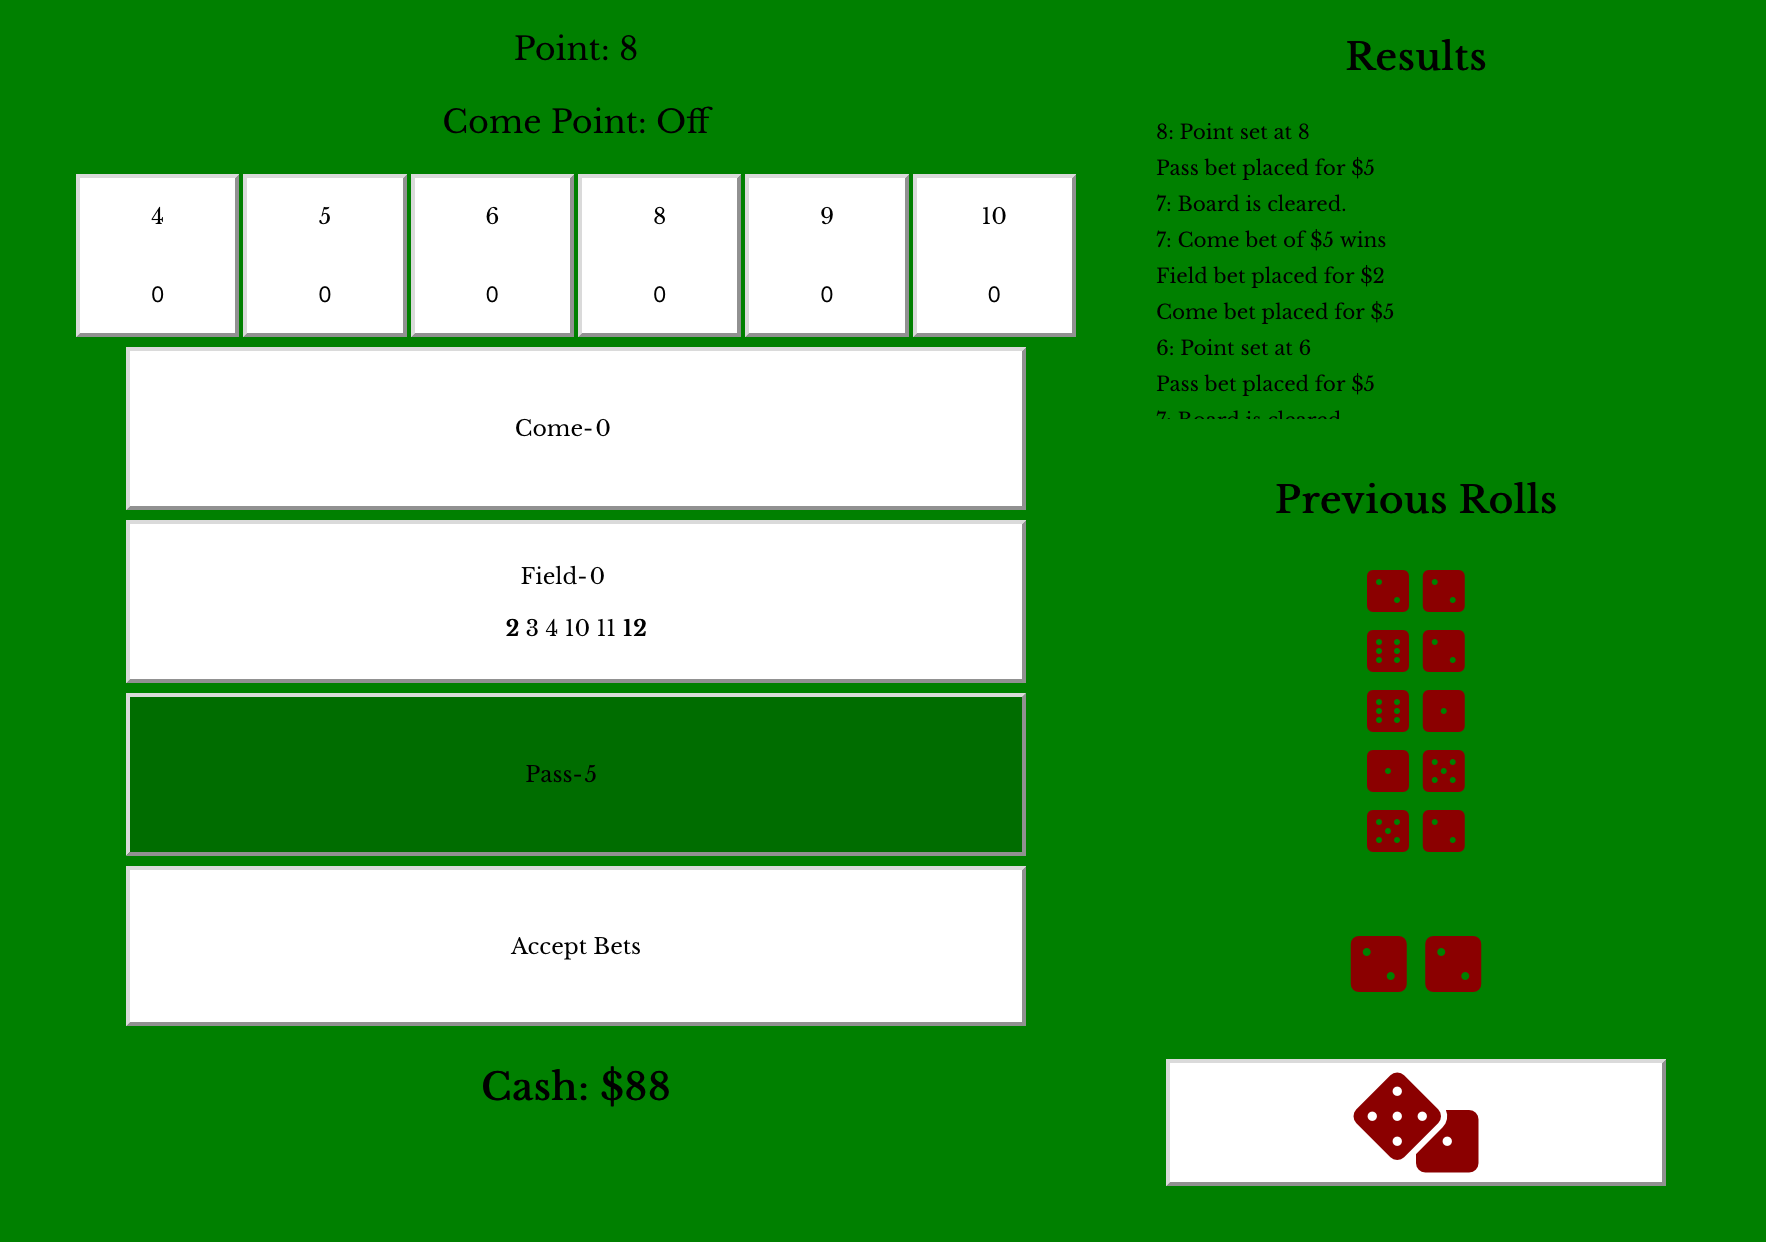 Point: 8
Come Point: Off
4 5 6 8 9 10
0 0 0 0 0 0
Come-0
Field-0
2 3 4 10 11 12
Pass-5
Accept Bets
Cash: $88
Results
8: Point set at 8
Pass bet placed for $5
7: Board is cleared.
7: Come bet of $5 wins
Field bet placed for $2
Come bet placed for $5
6: Point set at 6
Pass bet placed for $5
7: Board is cleared.
Previous Rolls